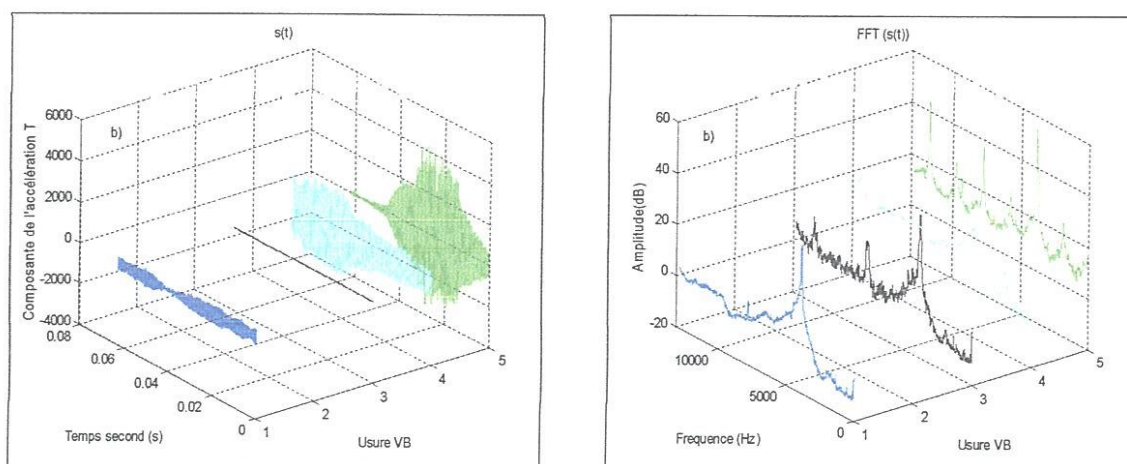 s(t)
b)
Composante de l'accélération T
6000
4000
2000
0
-2000
-4000
0.08
0.06
0.04
0.02
0
Temps second (s)
1
2
3
4
5
Usure VB
FFT (s(t))
b)
Amplitude(dB)
60
40
20
0
-20
10000
5000
0
Frequence (Hz)
1
2
3
4
5
Usure VB